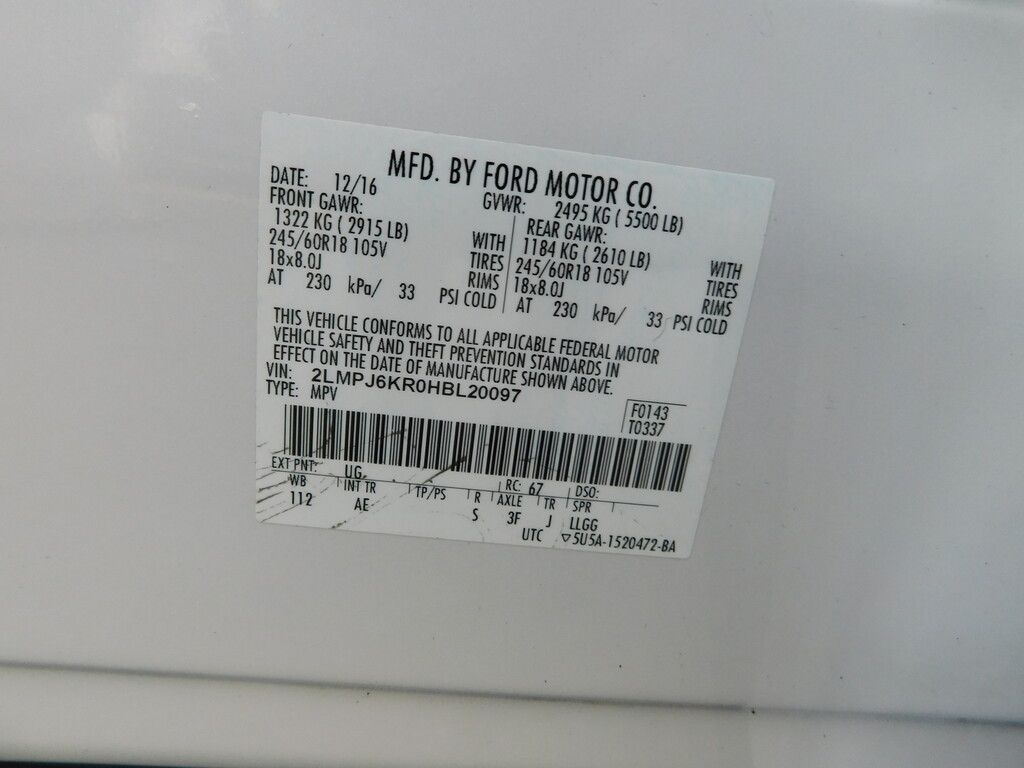 MFD. BY FORD MOTOR CO.
DATE: 12/16
GVWR: 2495 KG ( 5500 LB)
FRONT GAWR:
1322 KG ( 2915 LB)
WITH
245/60R18 105V
TIRES
18x8.0J
RIMS
AT 230 kPa/ 33 PSI COLD
REAR GAWR:
1184 KG ( 2610 LB)
WITH
245/60R18 105V
TIRES
18x8.0J
RIMS
AT 230 kPa/ 33 PSI COLD
THIS VEHICLE CONFORMS TO ALL APPLICABLE FEDERAL MOTOR
VEHICLE SAFETY AND THEFT PREVENTION STANDARDS IN
EFFECT ON THE DATE OF MANUFACTURE SHOWN ABOVE.
VIN: 2LMPJ6KR0HBL20097
TYPE: MPV
F0143
T0337
EXT PNT: UG RC: 67 DSO:
WB INT TR TP/PS R AXLE TR SPR
112 AE S 3F J LLGG
UTC ▽5U5A-1520472-BA